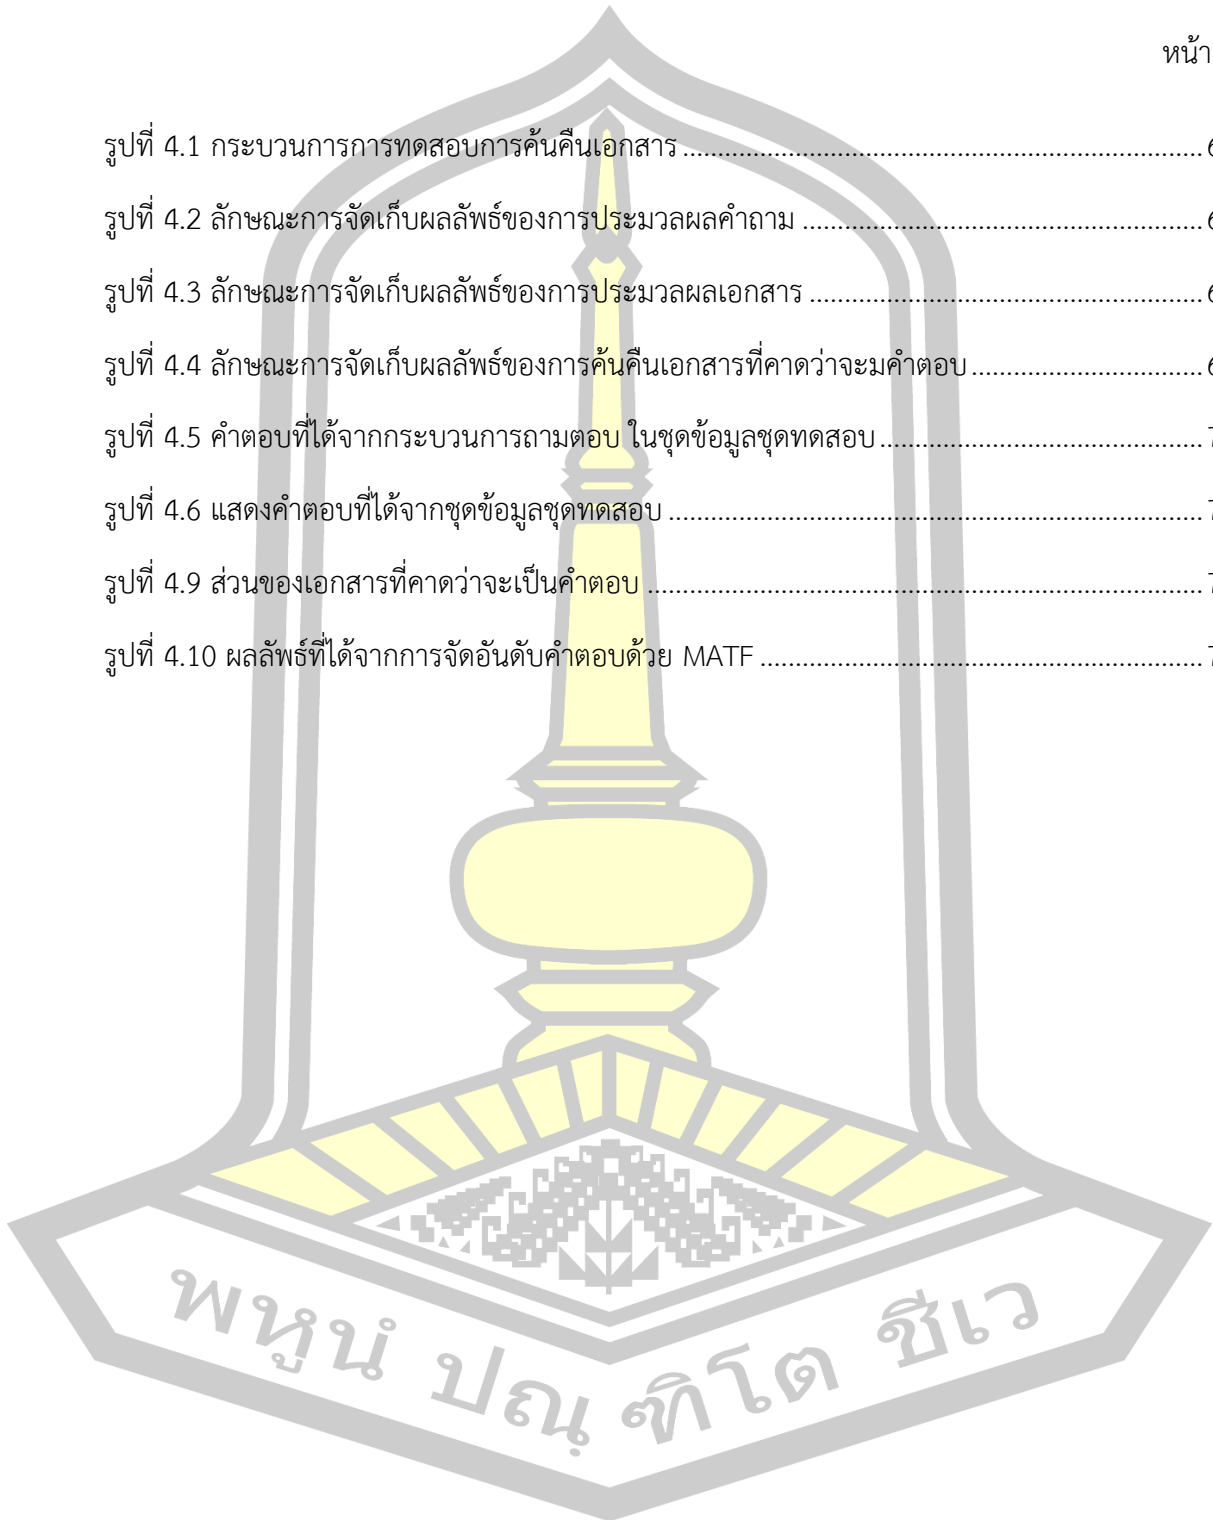 หน้า
รูปที่ 4.1 กระบวนการการทดสอบการค้นคืนเอกสาร ........................................................................ 6
รูปที่ 4.2 ลักษณะการจัดเก็บผลลัพธ์ของการประมวลผลคำถาม ....................................................... 6
รูปที่ 4.3 ลักษณะการจัดเก็บผลลัพธ์ของการประมวลผลเอกสาร ...................................................... 6
รูปที่ 4.4 ลักษณะการจัดเก็บผลลัพธ์ของการค้นคืนเอกสารที่คาดว่าจะมคำตอบ ................................ 6
รูปที่ 4.5 คำตอบที่ได้จากกระบวนการถามตอบ ในชุดข้อมูลชุดทดสอบ ............................................. 7
รูปที่ 4.6 แสดงคำตอบที่ได้จากชุดข้อมูลชุดทดสอบ ......................................................................... 7
รูปที่ 4.9 ส่วนของเอกสารที่คาดว่าจะเป็นคำตอบ ............................................................................ 7
รูปที่ 4.10 ผลลัพธ์ที่ได้จากการจัดอันดับคำตอบด้วย MATF ............................................................. 7
พหูนํ ปณฺฑิโต ชีเว